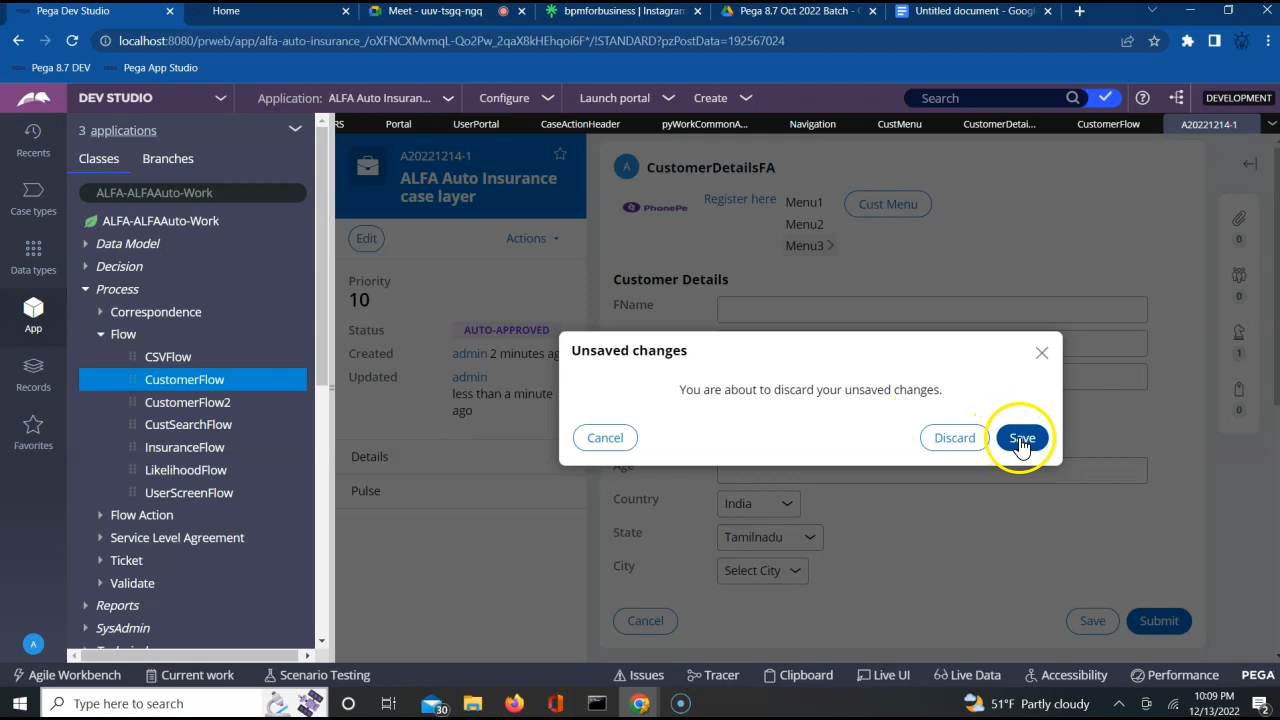 Pega Dev Studio
Home
Meet - uuv-tsgq-ngq
bpmforbusiness | Instagram
Pega 8.7 Oct 2022 Batch -
Untitled document - Googl
localhost:8080/prweb/app/alfa-auto-insurance_/oXFNCXMvmqL-Qo2Pw_2qaX8kHEhqoi6F*/!STANDARD?pzPostData=192567024
Pega 8.7 DEV
Pega App Studio
DEV STUDIO
Application: ALFA Auto Insuran...
Configure
Launch portal
Create
Search
DEVELOPMENT
RS
Portal
UserPortal
CaseActionHeader
pyWorkCommonA...
Navigation
CustMenu
CustomerDetai...
CustomerFlow
A20221214-1
Recents
Case types
Data types
App
Records
Favorites
A
3 applications
Classes
Branches
ALFA-ALFAAuto-Work
ALFA-ALFAAuto-Work
Data Model
Decision
Process
Correspondence
Flow
CSVFlow
CustomerFlow
CustomerFlow2
CustSearchFlow
InsuranceFlow
LikelihoodFlow
UserScreenFlow
Flow Action
Service Level Agreement
Ticket
Validate
Reports
SysAdmin
A20221214-1
ALFA Auto Insurance
case layer
Edit
Actions
Priority
10
Status
AUTO-APPROVED
Created
admin 2 minutes ago
Updated
admin
less than a minute
ago
Details
Pulse
A
CustomerDetailsFA
PhonePe
Register here
Menu1
Menu2
Menu3
Cust Menu
Customer Details
FName
Unsaved changes
You are about to discard your unsaved changes.
Cancel
Discard
Save
Age
Country
India
State
Tamilnadu
City
Select City
Cancel
Save
Submit
0
0
1
0
Agile Workbench
Current work
Scenario Testing
Issues
Tracer
Clipboard
Live UI
Live Data
Accessibility
Performance
PEGA
Type here to search
30
51°F Partly cloudy
10:09 PM
12/13/2022
2